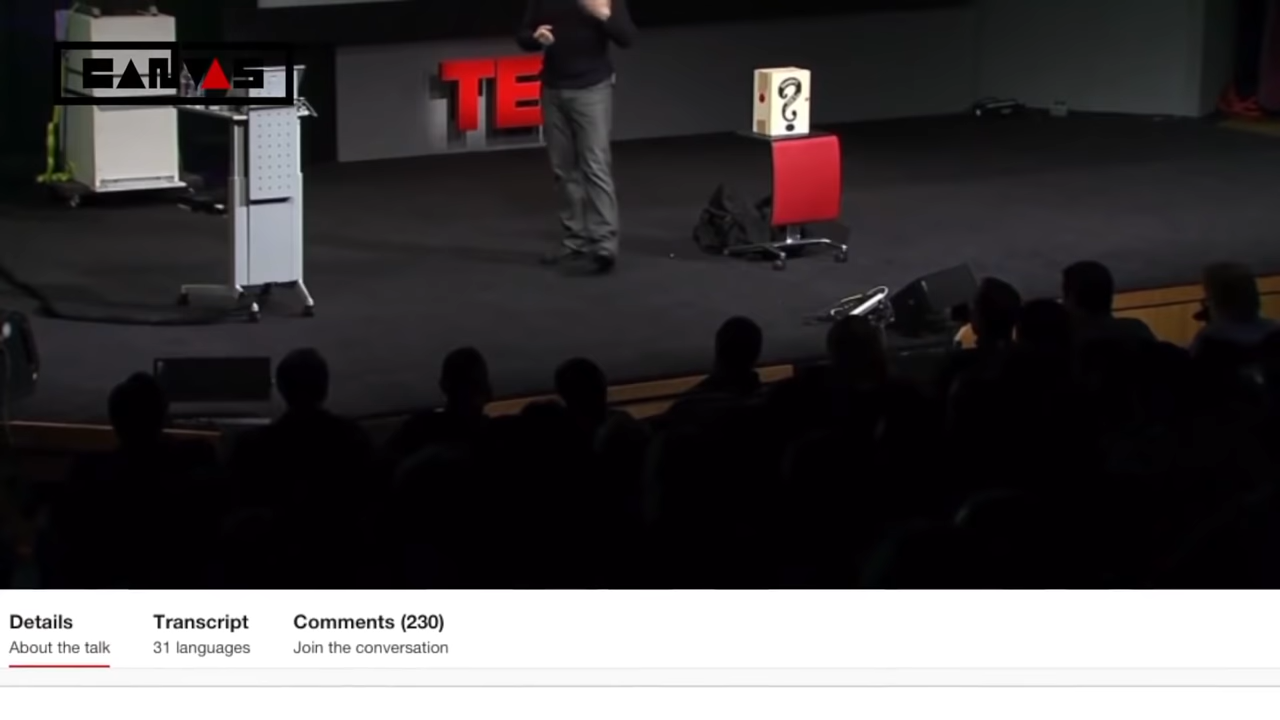 CANVAS
TE
?
Details
About the talk
Transcript
31 languages
Comments (230)
Join the conversation